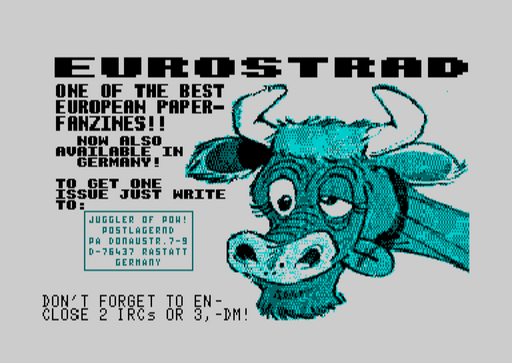 EUROSTRAD
ONE OF THE BEST
EUROPEAN PAPER-
FANZINES!!
NOW ALSO
AVAILABLE IN
GERMANY!
TO GET ONE
ISSUE JUST WRITE
TO:
JUGGLER OF POW!
POSTLAGERND
PA DONAUSTR.7-9
D-76437 RASTATT
GERMANY
DON'T FORGET TO EN-
CLOSE 2 IRCs OR 3,-DM!